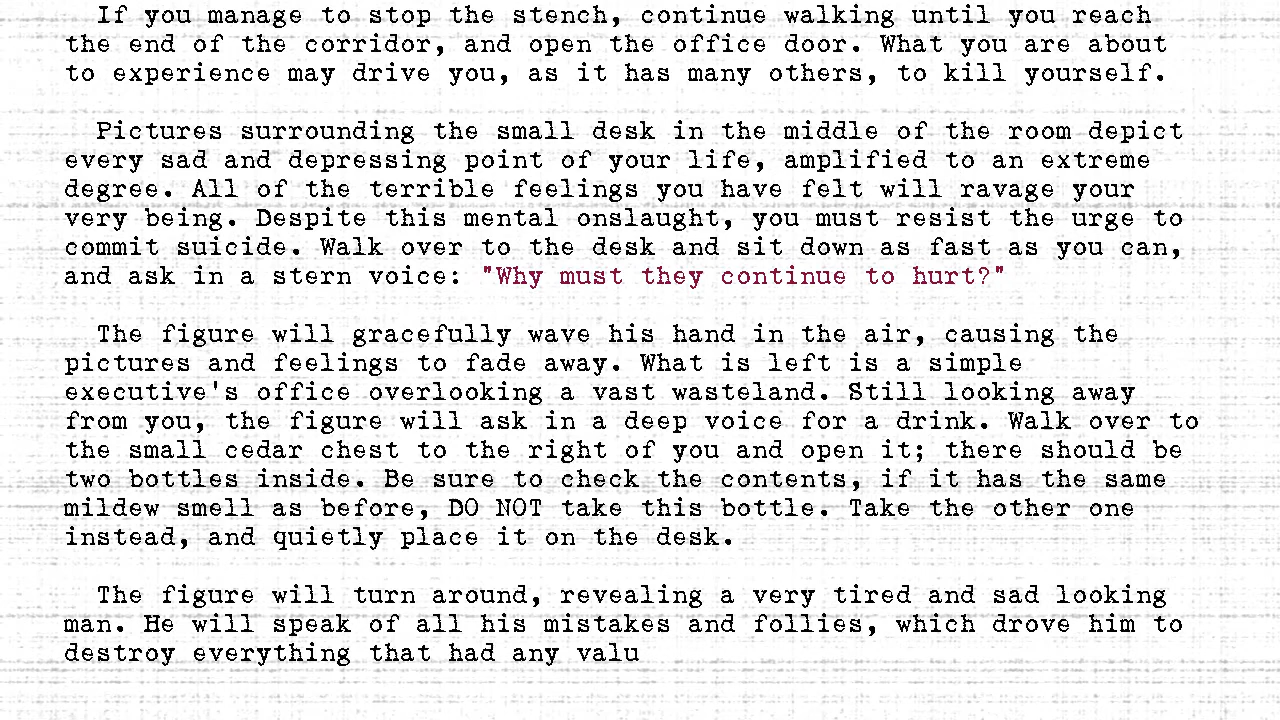 If you manage to stop the stench, continue walking until you reach
the end of the corridor, and open the office door. What you are about
to experience may drive you, as it has many others, to kill yourself.
Pictures surrounding the small desk in the middle of the room depict
every sad and depressing point of your life, amplified to an extreme
degree. All of the terrible feelings you have felt will ravage your
very being. Despite this mental onslaught, you must resist the urge to
commit suicide. Walk over to the desk and sit down as fast as you can,
and ask in a stern voice: "Why must they continue to hurt?"
The figure will gracefully wave his hand in the air, causing the
pictures and feelings to fade away. What is left is a simple
executive's office overlooking a vast wasteland. Still looking away
from you, the figure will ask in a deep voice for a drink. Walk over to
the small cedar chest to the right of you and open it; there should be
two bottles inside. Be sure to check the contents, if it has the same
mildew smell as before, DO NOT take this bottle. Take the other one
instead, and quietly place it on the desk.
The figure will turn around, revealing a very tired and sad looking
man. He will speak of all his mistakes and follies, which drove him to
destroy everything that had any valu